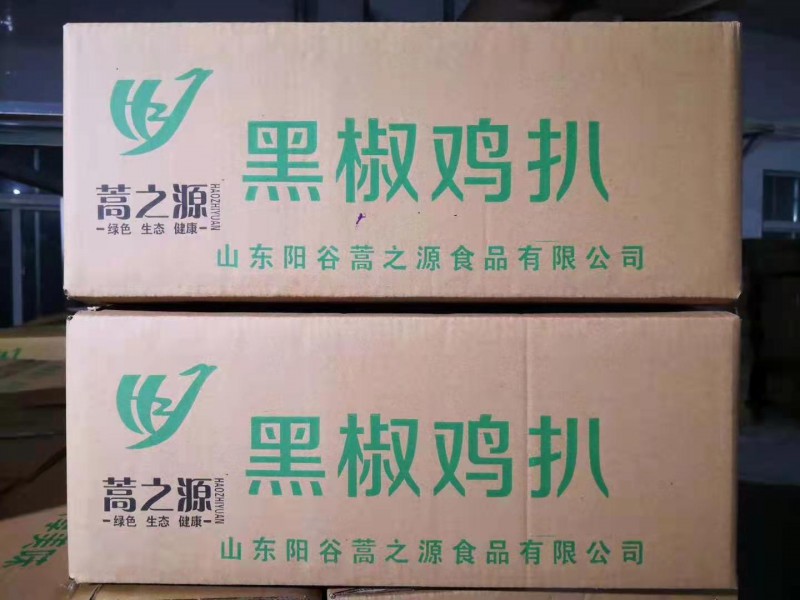 黑椒鸡扒
蒿之源
HAOZHIYUAN
绿色 生态 健康
山东阳谷蒿之源食品有限公司
黑椒鸡扒
蒿之源
HAOZHIYUAN
绿色 生态 健康
山东阳谷蒿之源食品有限公司